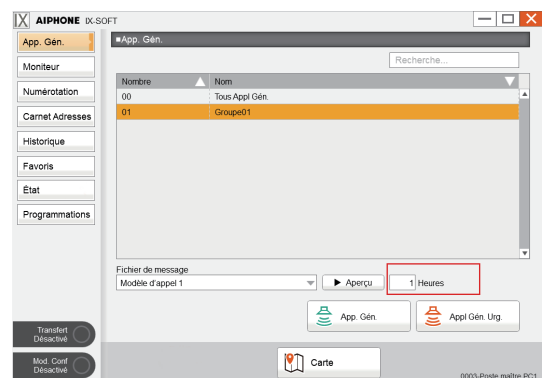 AIPHONE IX-SOFT
App. Gén.
Moniteur
Numérotation
Carnet Adresses
Historique
Favoris
État
Programmations
Transfert
Désactivé
Mod. Conf
Désactivé
■App. Gén.
Recherche...
Nombre Nom
00 Tous Appl Gén.
01 Groupe01
Fichier de message
Modèle d'appel 1 ▶ Aperçu 1 Heures
App. Gén. Appl Gén. Urg.
Carte
0003-Poste maître PC1